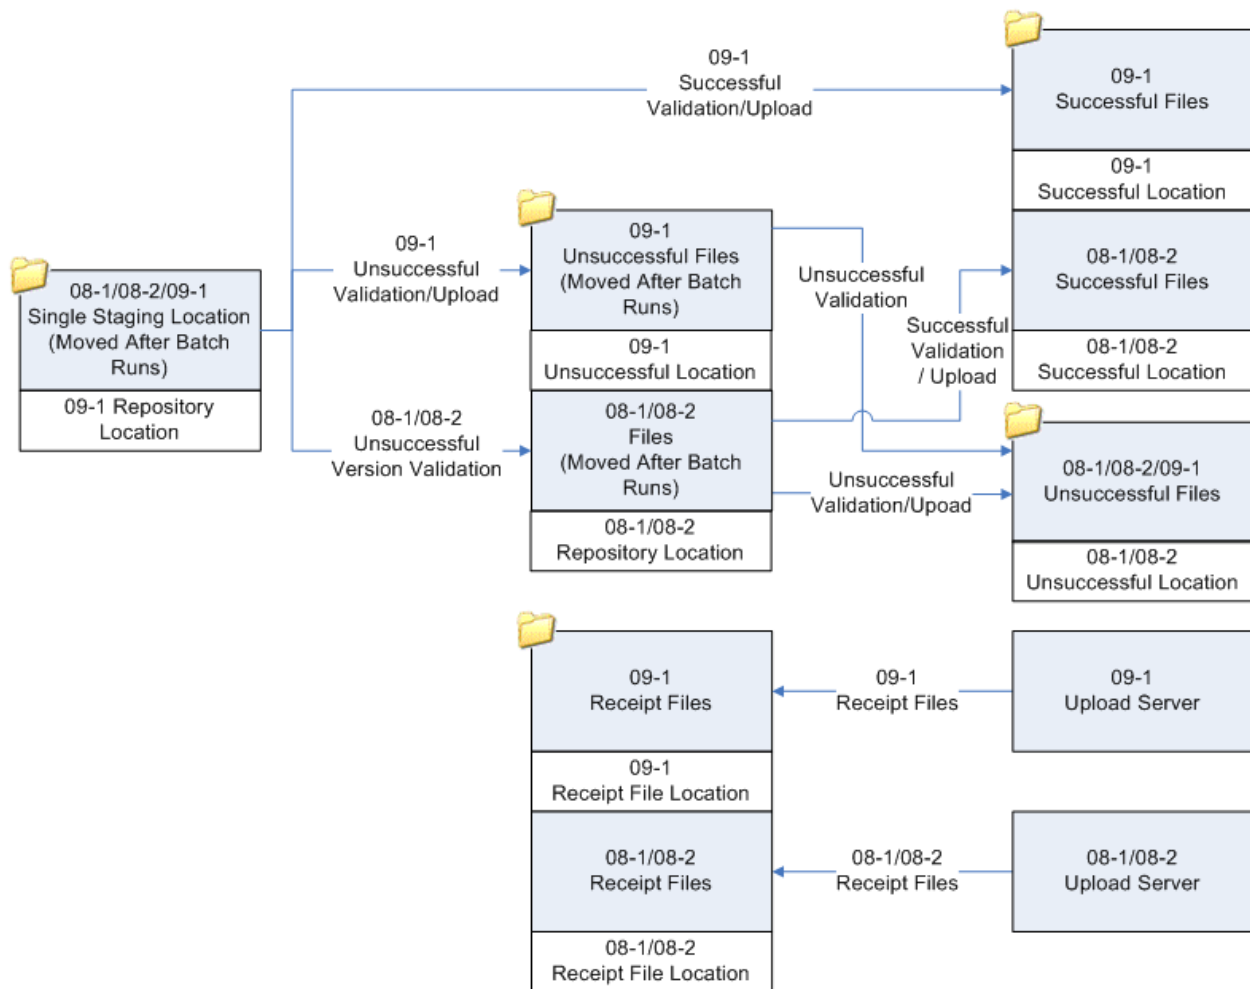 09-1
Successful
Validation/Upload
09-1
Successful Files
09-1
Successful Location
08-1/08-2/09-1
Single Staging Location
(Moved After Batch
Runs)
09-1 Repository
Location
09-1
Unsuccessful
Validation/Upload
08-1/08-2
Unsuccessful
Version Validation
09-1
Unsuccessful Files
(Moved After Batch
Runs)
09-1
Unsuccessful Location
08-1/08-2
Files
(Moved After Batch
Runs)
08-1/08-2
Repository Location
Unsuccessful
Validation
Successful
Validation
/ Upload
Unsuccessful
Validation/Upoad
08-1/08-2
Successful Files
08-1/08-2
Successful Location
08-1/08-2/09-1
Unsuccessful Files
08-1/08-2
Unsuccessful Location
09-1
Receipt Files
09-1
Receipt File Location
09-1
Receipt Files
09-1
Upload Server
08-1/08-2
Receipt Files
08-1/08-2
Receipt File Location
08-1/08-2
Receipt Files
08-1/08-2
Upload Server